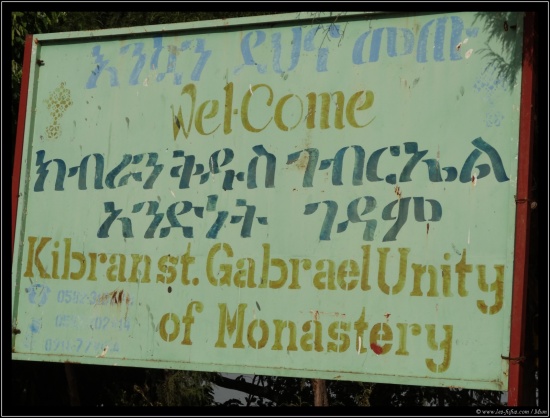 እንኳን ደህና መጡ
WelCome
ክብራን ቅዱስ ገብርኤል
አንድነት ገዳም
Kibran st. Gabrael Unity
of Monastery